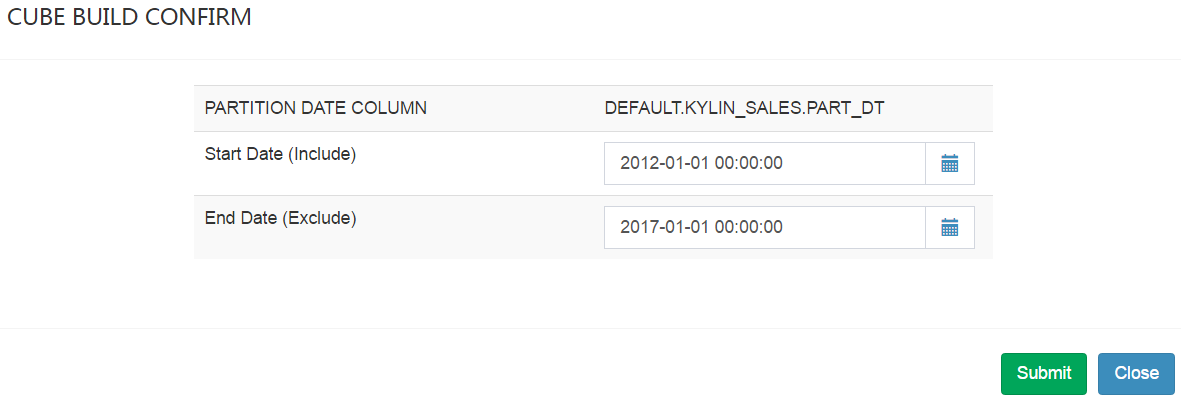 CUBE BUILD CONFIRM
PARTITION DATE COLUMN DEFAULT.KYLIN_SALES.PART_DT
Start Date (Include) 2012-01-01 00:00:00
End Date (Exclude) 2017-01-01 00:00:00
Submit Close